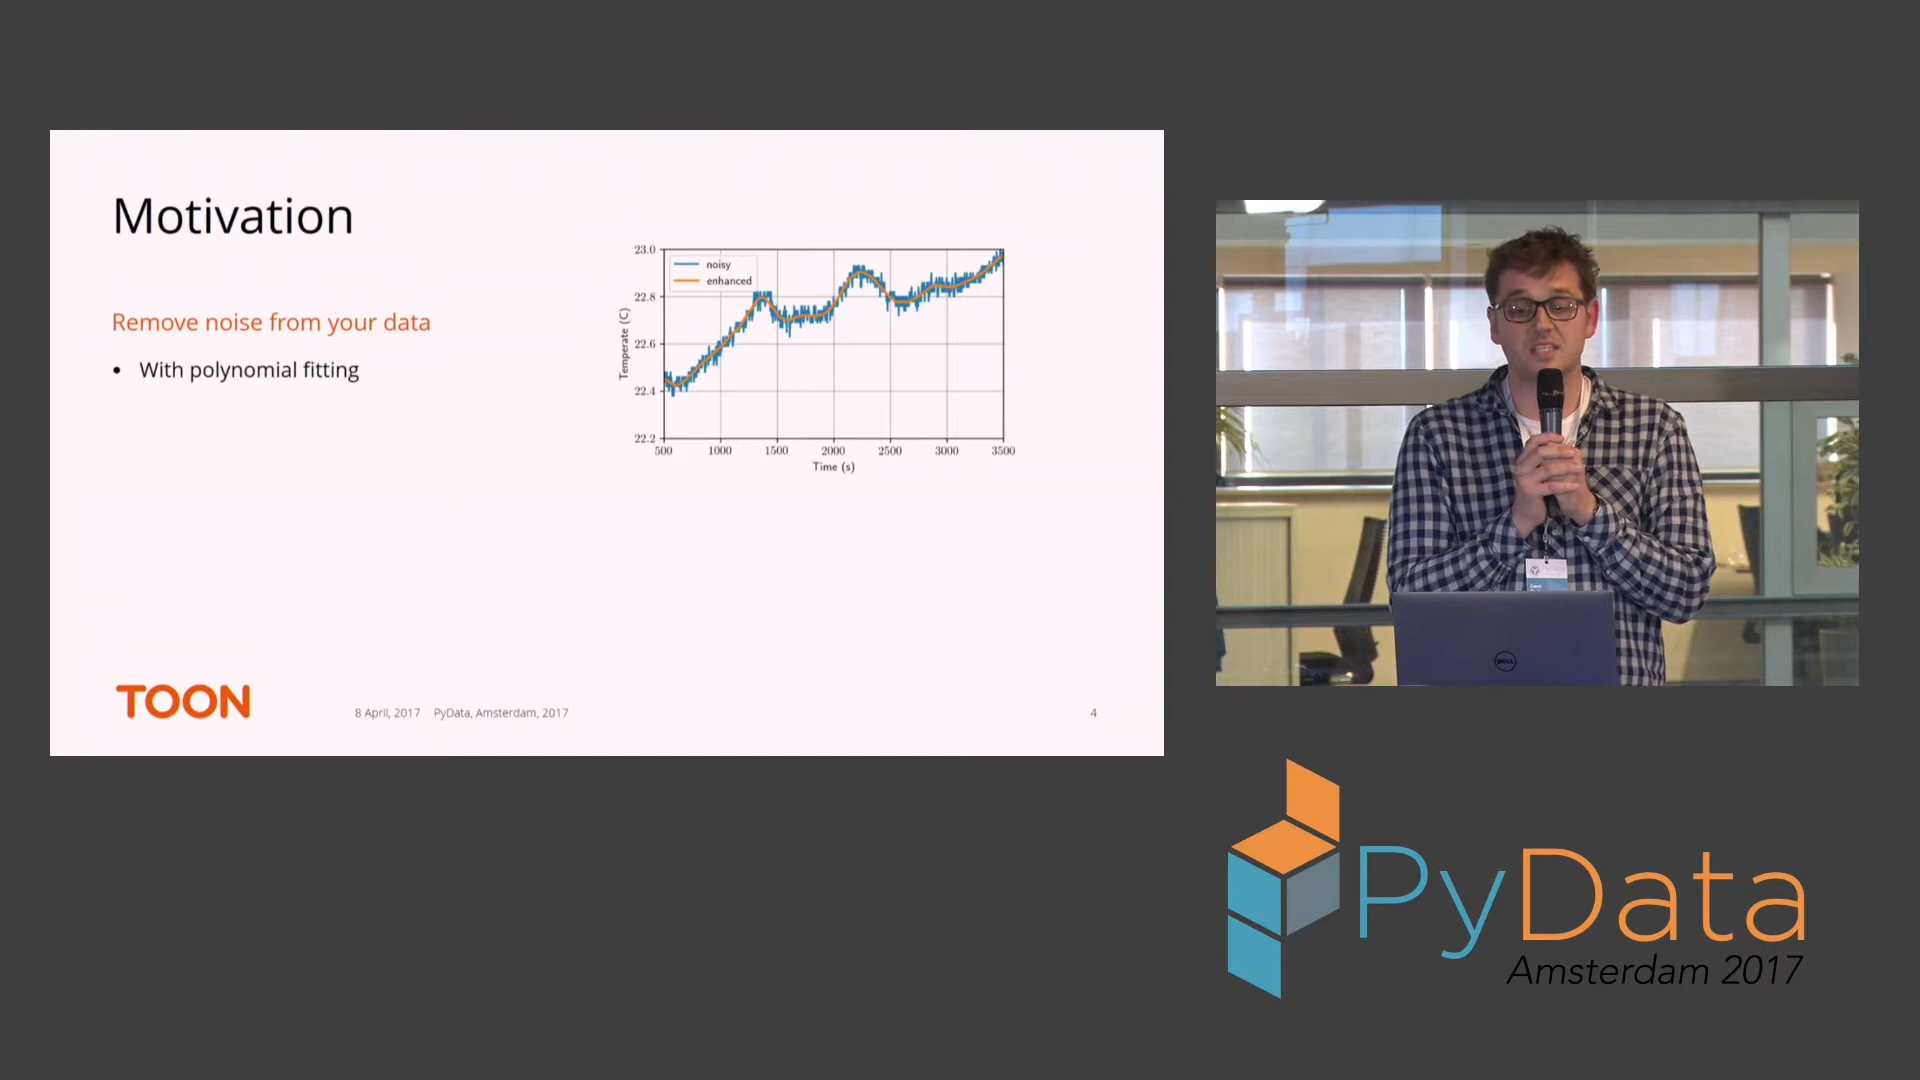 Motivation
Remove noise from your data
• With polynomial fitting
noisy
enhanced
23.0
22.8
22.6
22.4
22.2
Temperate (C)
500 1000 1500 2000 2500 3000 3500
Time (s)
TOON
8 April, 2017 PyData, Amsterdam, 2017
4
DELL
PyData
Amsterdam 2017